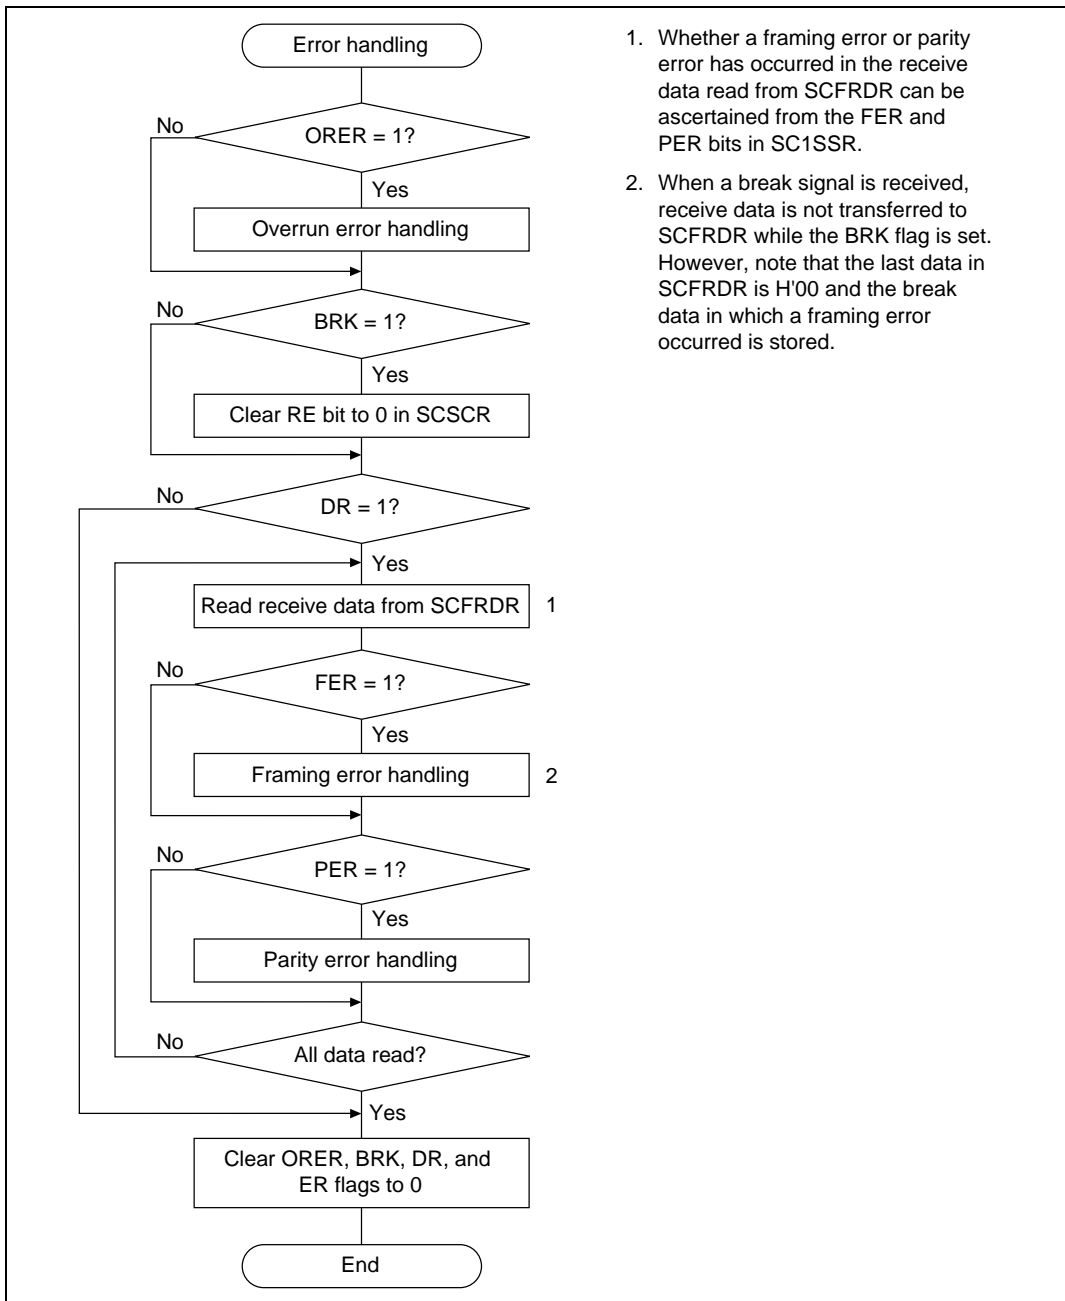 Error handling
No
ORER = 1?
Yes
Overrun error handling
No
BRK = 1?
Yes
Clear RE bit to 0 in SCSCR
No
DR = 1?
Yes
Read receive data from SCFRDR 1
No
FER = 1?
Yes
Framing error handling 2
No
PER = 1?
Yes
Parity error handling
No
All data read?
Yes
Clear ORER, BRK, DR, and
ER flags to 0
End
1. Whether a framing error or parity
error has occurred in the receive
data read from SCFRDR can be
ascertained from the FER and
PER bits in SC1SSR.
2. When a break signal is received,
receive data is not transferred to
SCFRDR while the BRK flag is set.
However, note that the last data in
SCFRDR is H'00 and the break
data in which a framing error
occurred is stored.